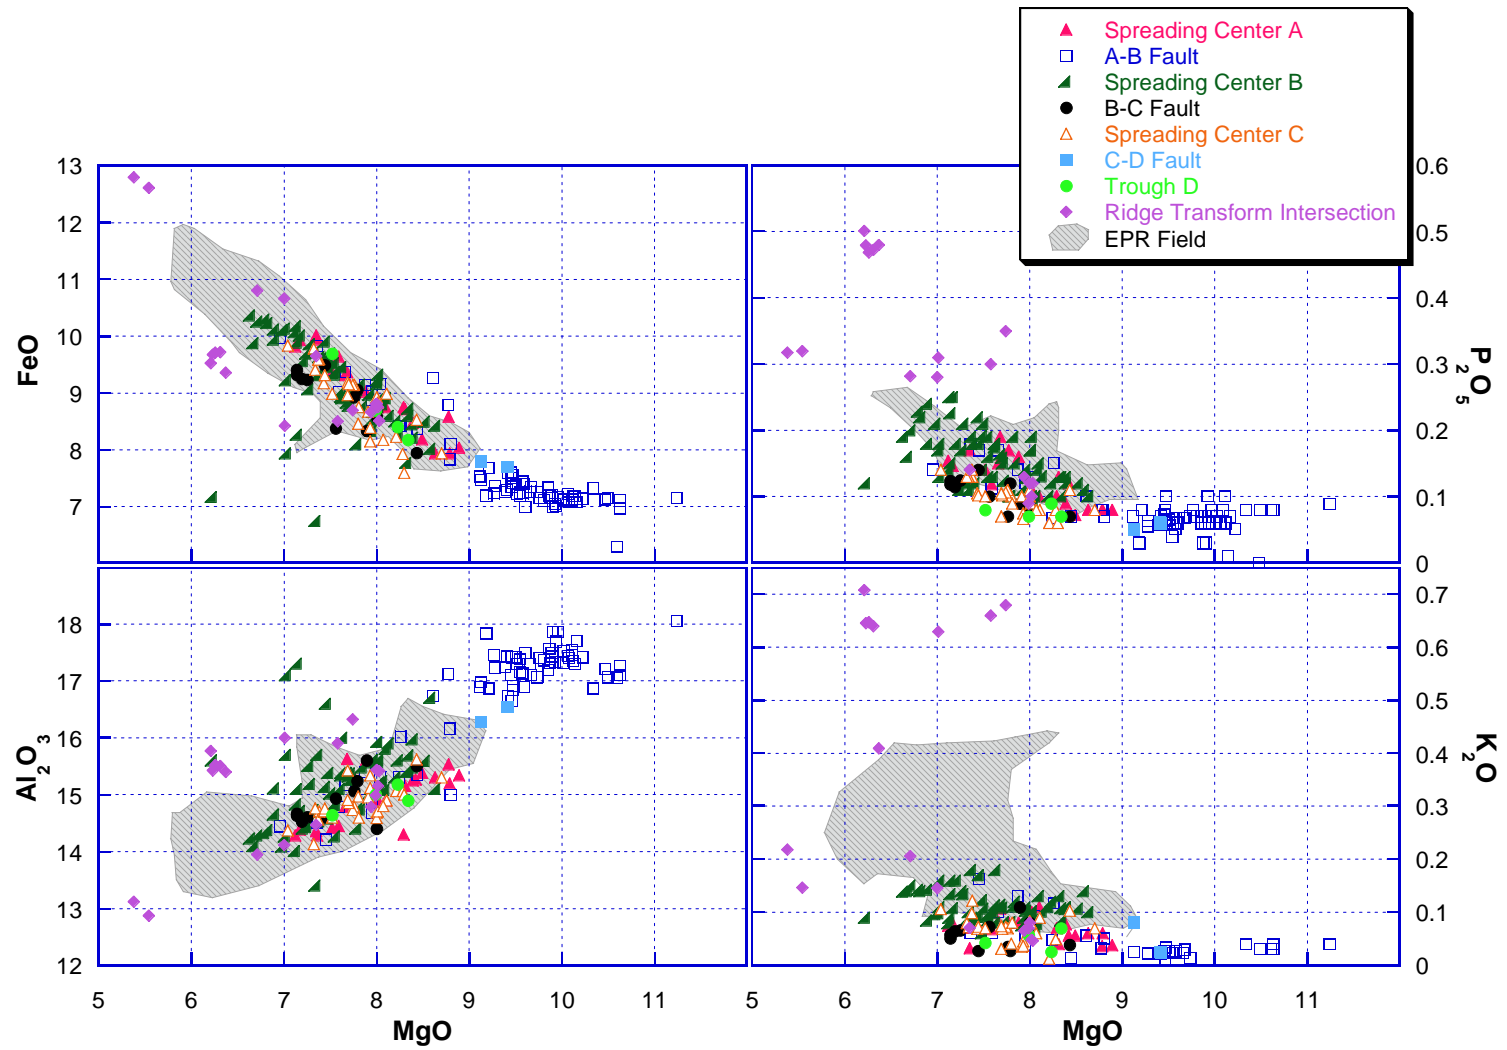 Spreading Center A
A-B Fault
Spreading Center B
B-C Fault
Spreading Center C
C-D Fault
Trough D
Ridge Transform Intersection
EPR Field
FeO
13
12
11
10
9
8
7
P2O5
0.6
0.5
0.4
0.3
0.2
0.1
0
Al2O3
18
17
16
15
14
13
12
K2O
0.7
0.6
0.5
0.4
0.3
0.2
0.1
0
5 6 7 8 9 10 11
5 6 7 8 9 10 11
MgO
MgO